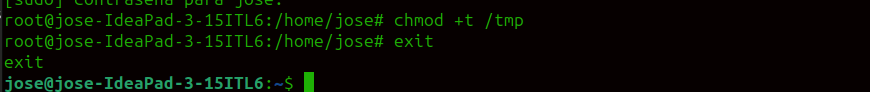 [sudo] contraseña para jose:
root@jose-IdeaPad-3-15ITL6:/home/jose# chmod +t /tmp
root@jose-IdeaPad-3-15ITL6:/home/jose# exit
exit
jose@jose-IdeaPad-3-15ITL6:~$